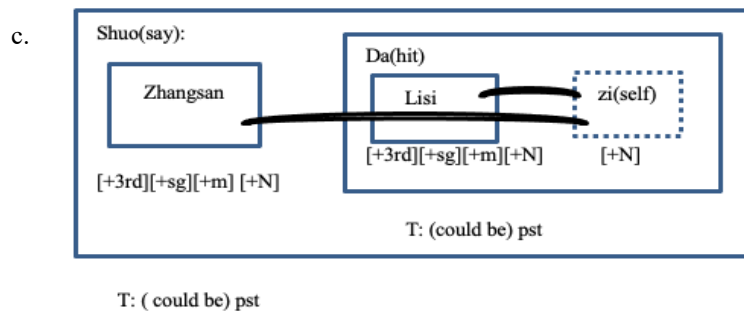 c.
Shuo(say):
Da(hit)
Zhangsan
Lisi
zi(self)
[+3rd][+sg][+m][+N]
[+N]
[+3rd][+sg][+m] [+N]
T: (could be) pst
T: ( could be) pst